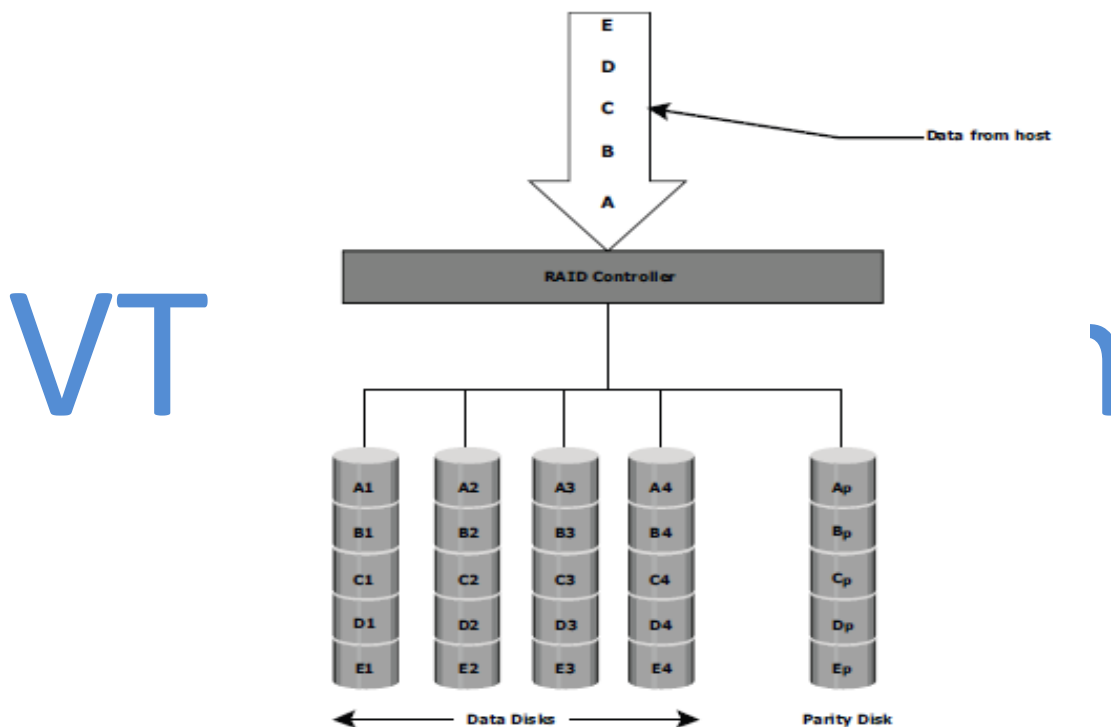 E
D
C
Data from host
B
A
RAID Controller
VT
A1 A2 A3 A4 Ap
B1 B2 B3 B4 Bp
C1 C2 C3 C4 Cp
D1 D2 D3 D4 Dp
E1 E2 E3 E4 Ep
Data Disks Parity Disk